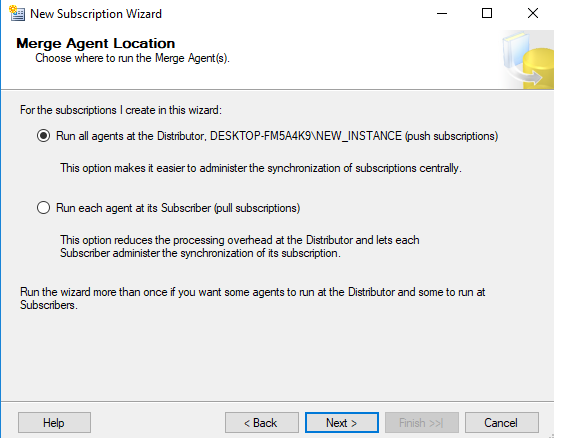 New Subscription Wizard
Merge Agent Location
Choose where to run the Merge Agent(s).
For the subscriptions I create in this wizard:
Run all agents at the Distributor, DESKTOP-FM5A4K9\NEW_INSTANCE (push subscriptions)
This option makes it easier to administer the synchronization of subscriptions centrally.
Run each agent at its Subscriber (pull subscriptions)
This option reduces the processing overhead at the Distributor and lets each
Subscriber administer the synchronization of its subscription.
Run the wizard more than once if you want some agents to run at the Distributor and some to run at
Subscribers.
Help
< Back
Next >
Finish >>|
Cancel